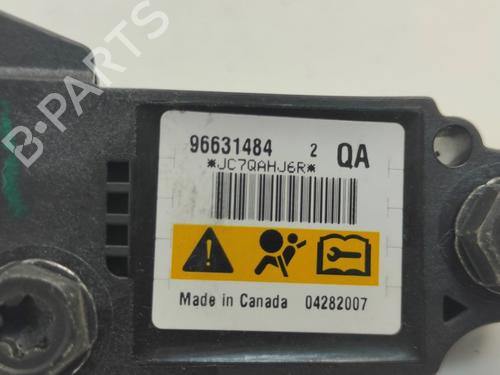 96631484 2 QA
*JC7QAHJ6R*
Made in Canada 04282007
B-PARTS